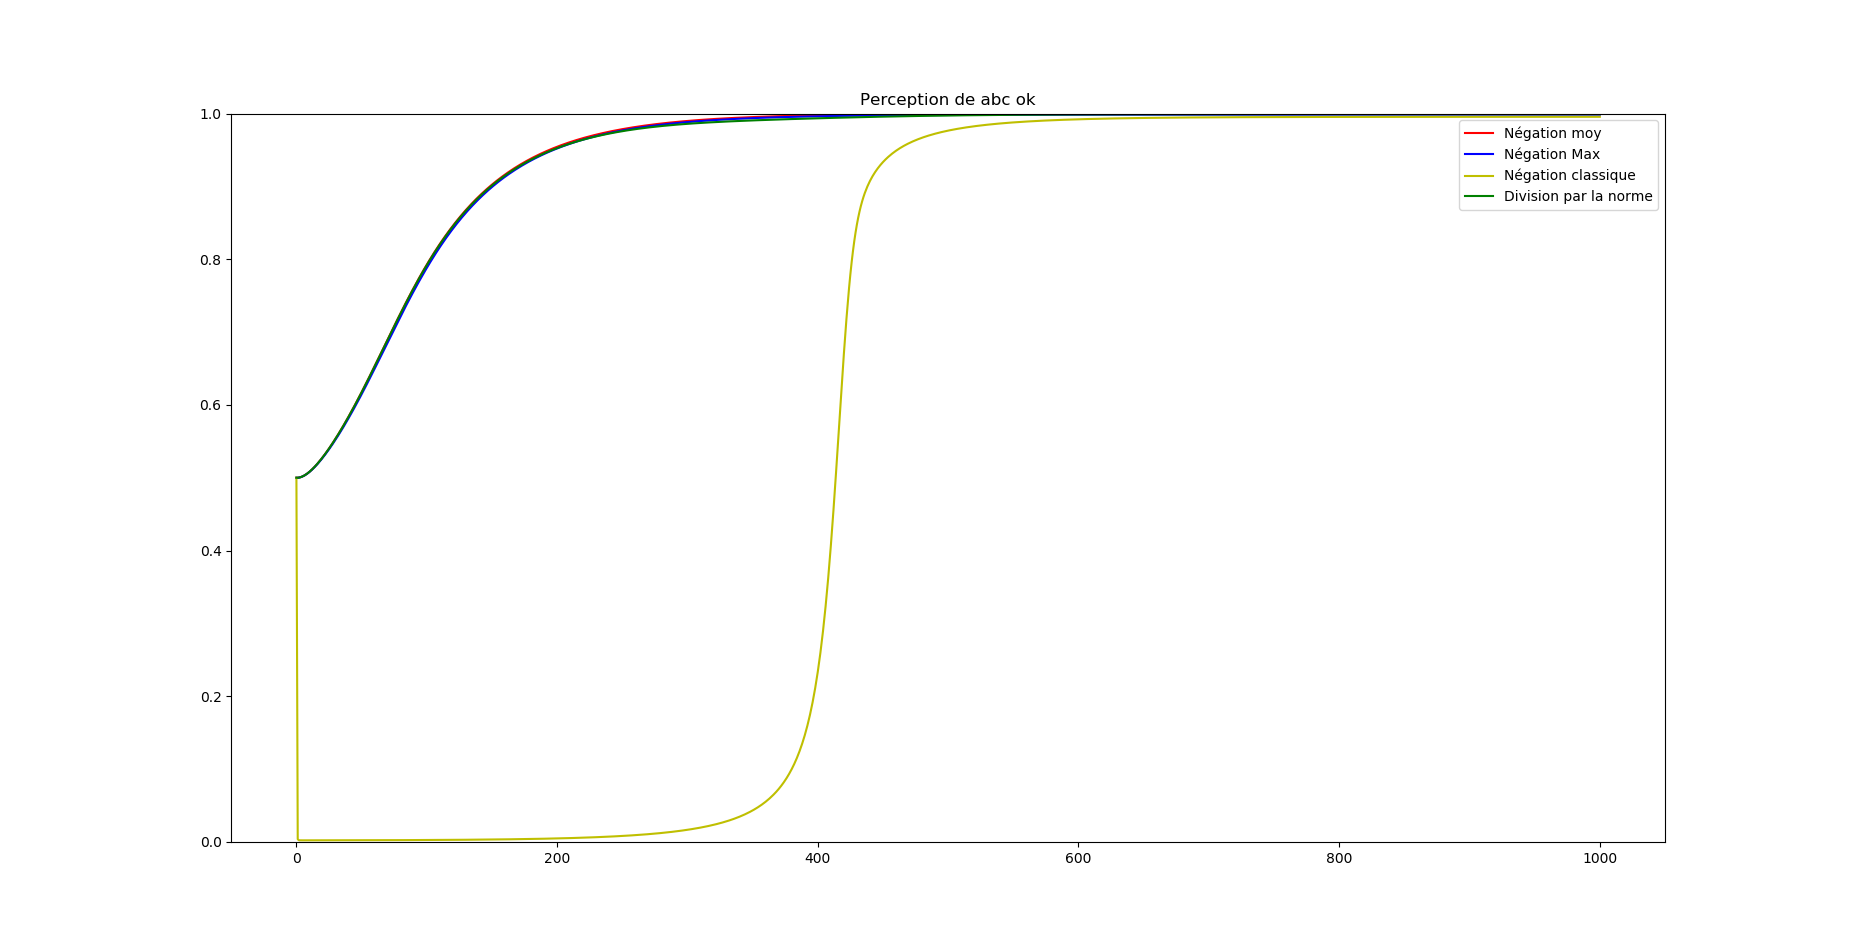 Perception de abc ok
1.0
0.8
0.6
0.4
0.2
0.0
0 200 400 600 800 1000
Négation moy
Négation Max
Négation classique
Division par la norme